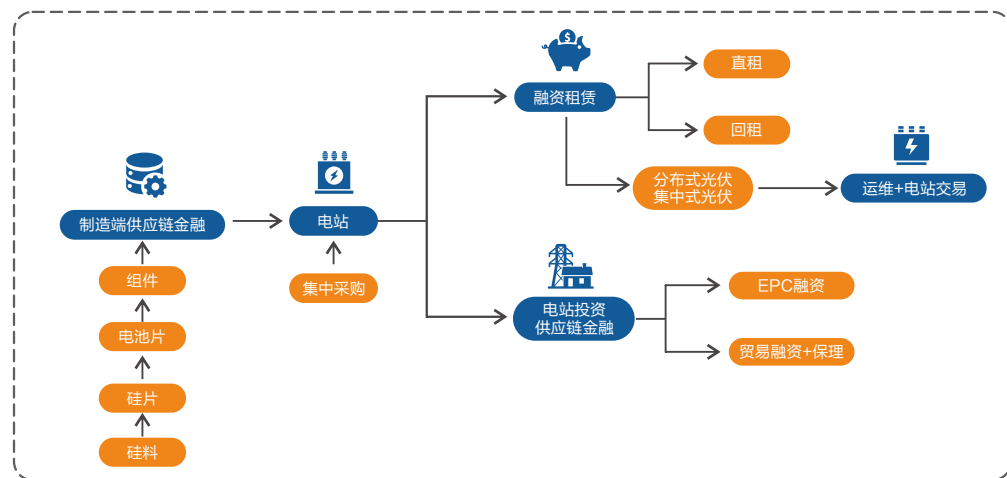 $
融资租赁
直租
回租
分布式光伏
集中式光伏
运维+电站交易
制造端供应链金融
电站
组件
集中采购
电池片
硅片
硅料
电站投资
供应链金融
EPC融资
贸易融资+保理